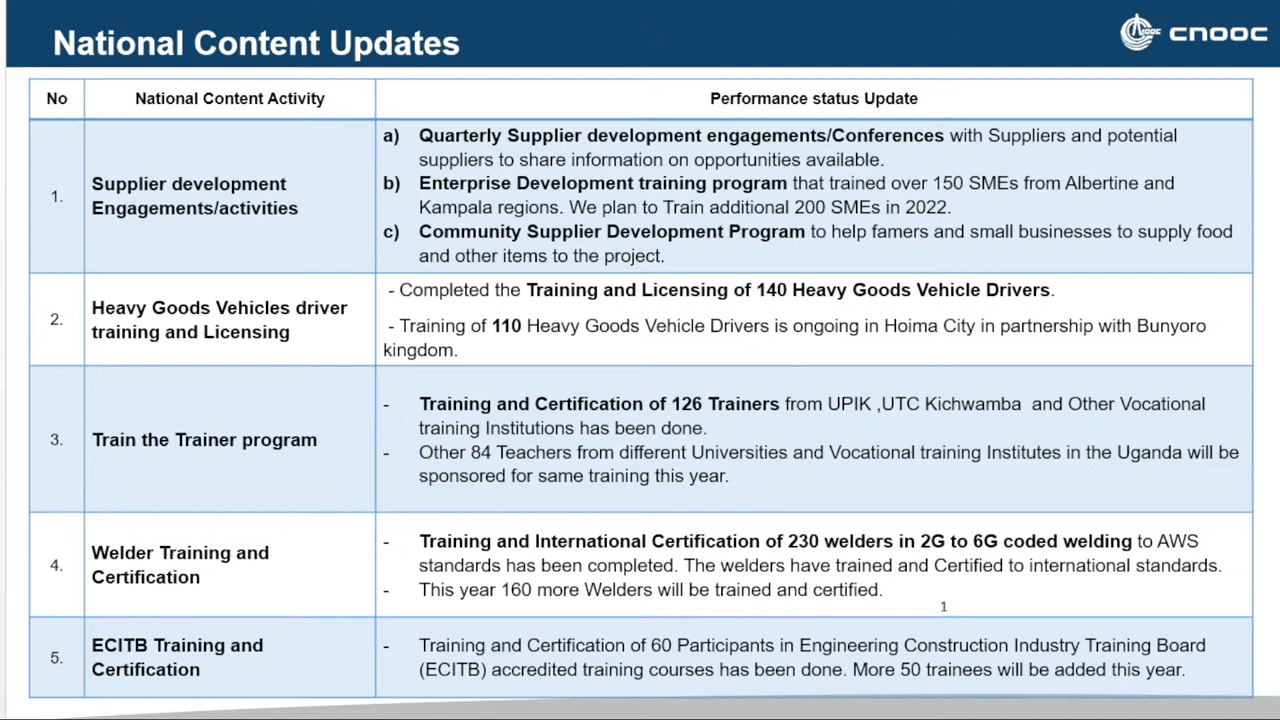 National Content Updates
CNOOC
No
National Content Activity
Performance status Update
1.
Supplier development
Engagements/activities
a) Quarterly Supplier development engagements/Conferences with Suppliers and potential
suppliers to share information on opportunities available.
b) Enterprise Development training program that trained over 150 SMEs from Albertine and
Kampala regions. We plan to Train additional 200 SMEs in 2022.
c) Community Supplier Development Program to help famers and small businesses to supply food
and other items to the project.
2.
Heavy Goods Vehicles driver
training and Licensing
- Completed the Training and Licensing of 140 Heavy Goods Vehicle Drivers.
- Training of 110 Heavy Goods Vehicle Drivers is ongoing in Hoima City in partnership with Bunyoro
kingdom.
3.
Train the Trainer program
- Training and Certification of 126 Trainers from UPIK ,UTC Kichwamba and Other Vocational
training Institutions has been done.
- Other 84 Teachers from different Universities and Vocational training Institutes in the Uganda will be
sponsored for same training this year.
4.
Welder Training and
Certification
- Training and International Certification of 230 welders in 2G to 6G coded welding to AWS
standards has been completed. The welders have trained and Certified to international standards.
- This year 160 more Welders will be trained and certified.
1
5.
ECITB Training and
Certification
- Training and Certification of 60 Participants in Engineering Construction Industry Training Board
(ECITB) accredited training courses has been done. More 50 trainees will be added this year.